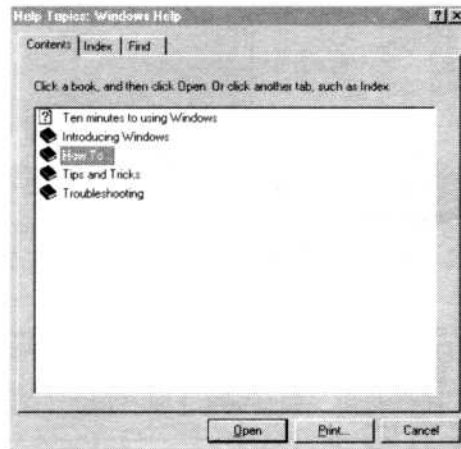 Help Topics: Windows Help
Contents Index Find
Click a book, and then click Open. Or click another tab, such as Index.
? Ten minutes to using Windows
Introducing Windows
How To...
Tips and Tricks
Troubleshooting
Open Print... Cancel